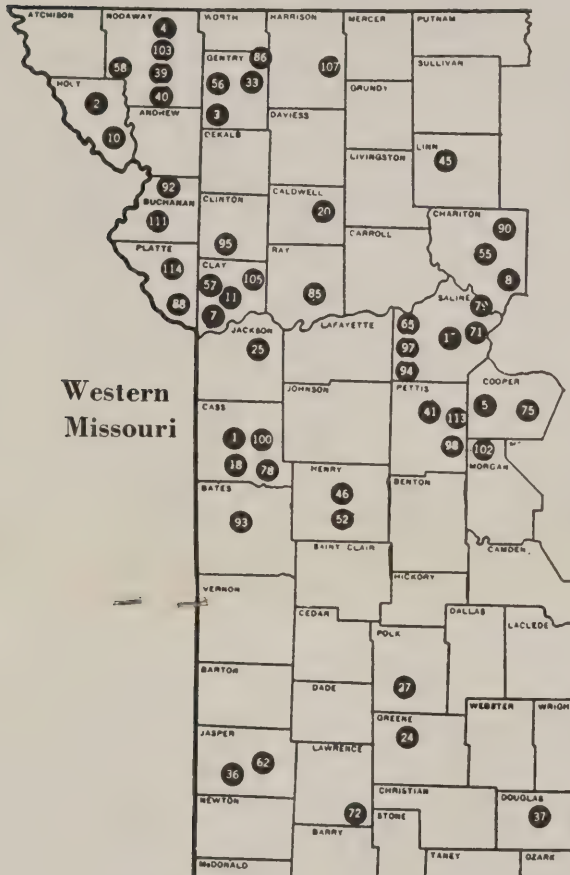 ATCHISON NODAWAY WORTH HARRISON MERCER PUTNAM
4
103 86 107
GENTRY SULLIVAN
58 39 56 33
HOLT GRUNDY
2 40 3
10 ANDREW DAVIESS
DEKALB LINN
LIVINGSTON 45
92 CALDWELL
BUCHANAN CLINTON 20 CHARITON
111 90
PLATTE 95 CARROLL 55
114 CLAY 105 RAY 8
57 11 85 SALINE 79
88 7 65 17 71
JACKSON LAFAYETTE
25 97
94 COOPER
Western JOHNSON PETTIS 5 75
Missouri CASS 41 113
1 100 98 102
18 78 HENRY MORGAN
BATES 46 BENTON
93 52
SAINT CLAIR CAMDEN
HICKORY
VERNON DALLAS
CEDAR LACLEDE
POLK
BARTON 27
DADE WEBSTER WRIGH
GREENE
JASPER 24
62 LAWRENCE
36
CHRISTIAN DOUGLAS
NEWTON 72 STONE 37
BARRY
TANEY OZARK
McDONALD